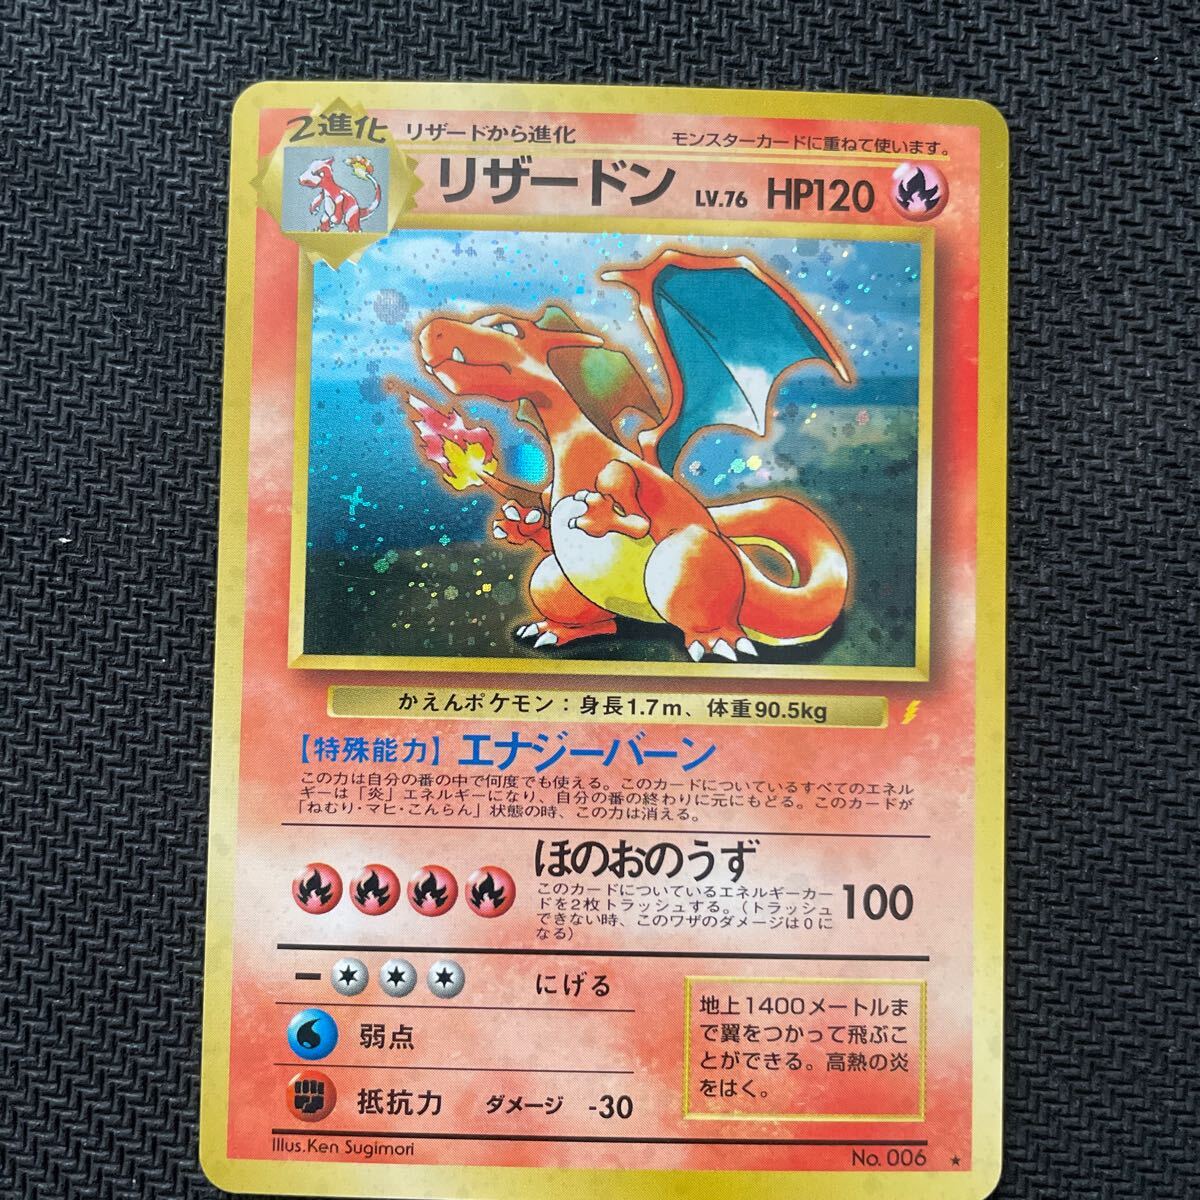 2進化 リザードから進化 モンスターカードに重ねて使います。
リザードン LV.76 HP120
かえんポケモン：身長1.7m、体重90.5kg
【特殊能力】エナジーバーン
この力は自分の番の中で何度でも使える。このカードについているすべてのエネル
ギーは「炎」エネルギーになり、自分の番の終わりに元にもどる。このカードが
「ねむり・マヒ・こんらん」状態の時、この力は消える。
ほのおのうず
このカードについているエネルギーカー
ドを2枚トラッシュする。（トラッシュ
できない時、このワザのダメージは0に
なる）
100
にげる
弱点
抵抗力 ダメージ -30
地上1400メートルま
で翼をつかって飛ぶこ
とができる。高熱の炎
をはく。
Illus.Ken Sugimori
No. 006 ★